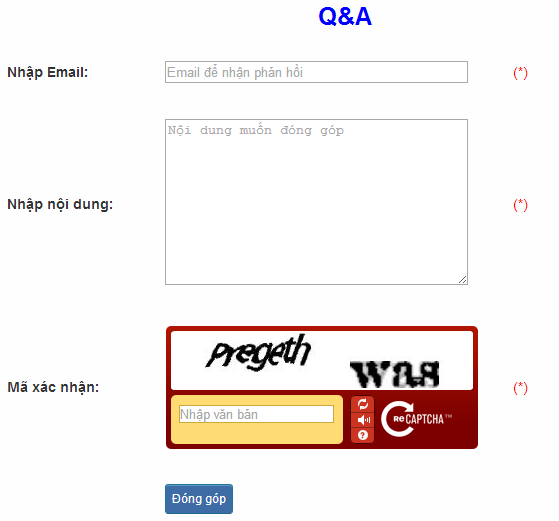 Q&A
Nhập Email: Email để nhận phản hồi (*)
Nội dung muốn đóng góp
Nhập nội dung: (*)
Pregeth was
Mã xác nhận: (*)
Nhập văn bản
reCAPTCHA™
Đóng góp